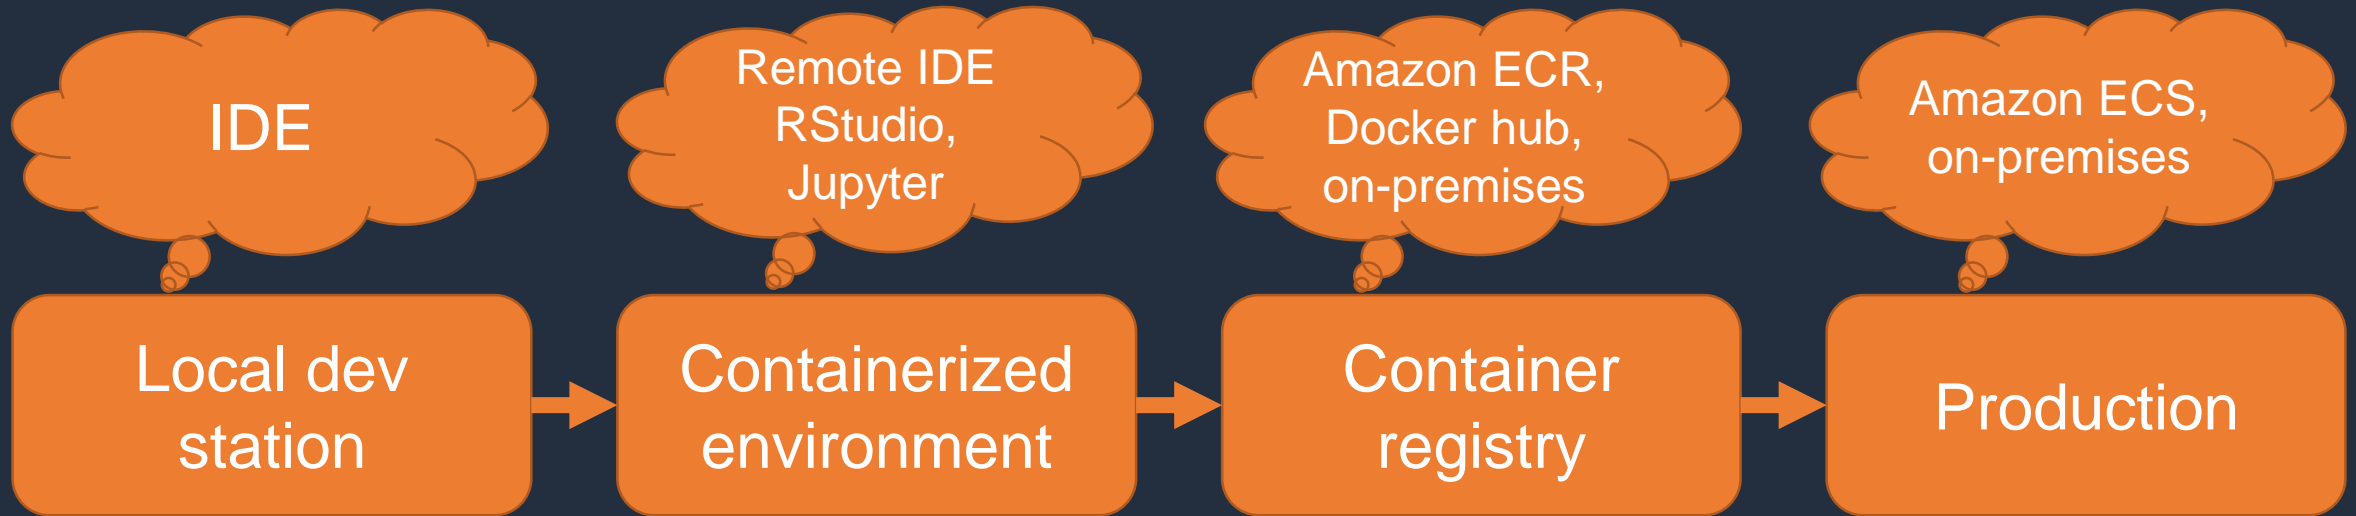 IDE
Remote IDE
RStudio,
Jupyter
Amazon ECR,
Docker hub,
on-premises
Amazon ECS,
on-premises
Local dev
station
Containerized
environment
Container
registry
Production